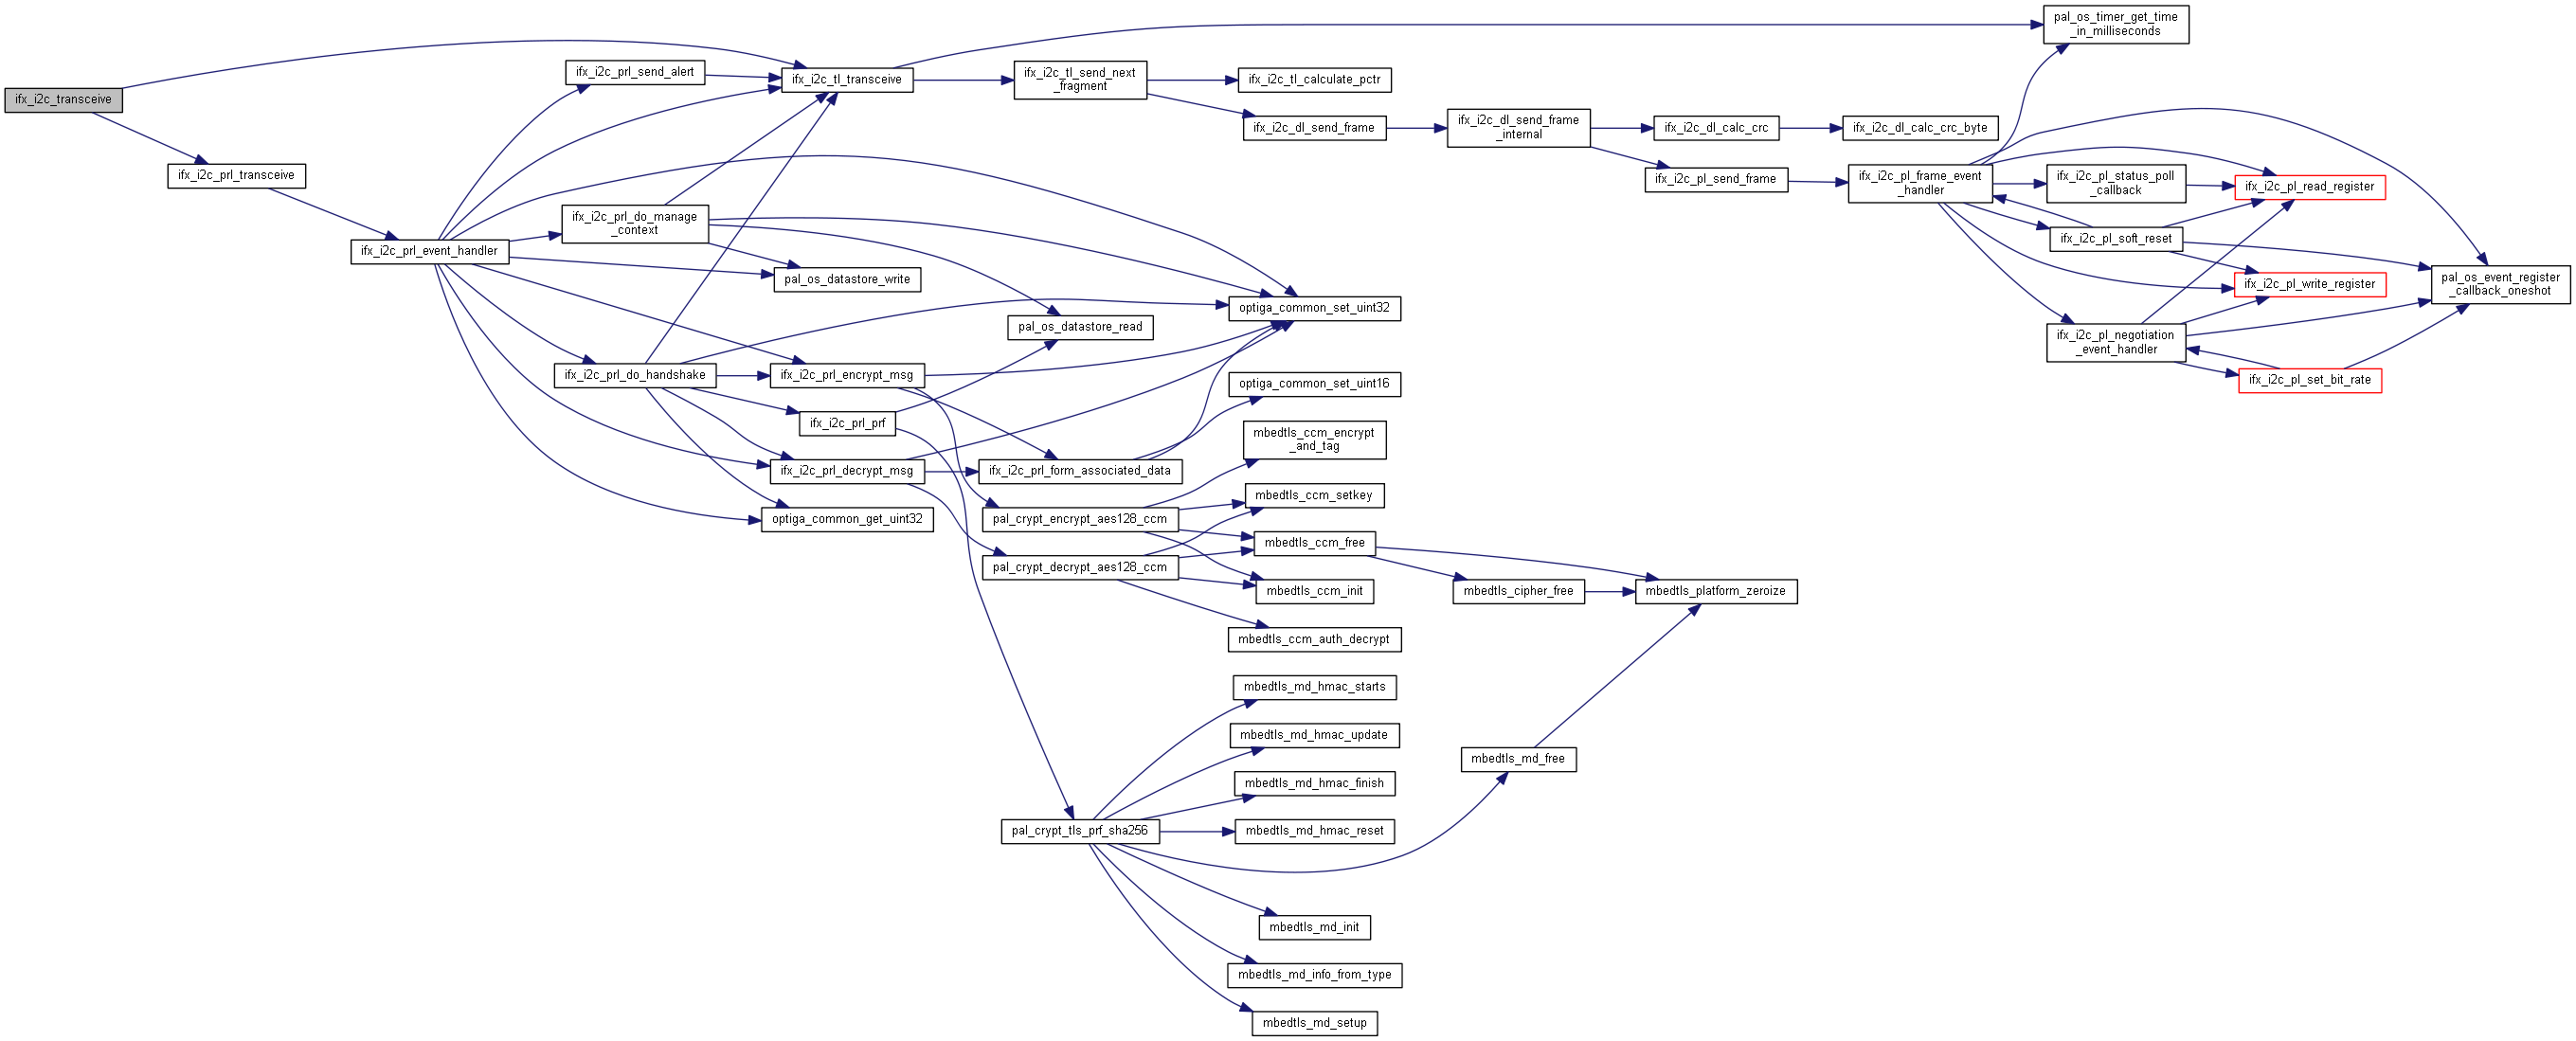 ifx_i2c_transceive
ifx_i2c_prl_transceive
ifx_i2c_prl_event_handler
ifx_i2c_prl_send_alert
ifx_i2c_prl_do_manage
_context
ifx_i2c_prl_do_handshake
ifx_i2c_tl_transceive
pal_os_datastore_write
ifx_i2c_prl_encrypt_msg
ifx_i2c_prl_prf
ifx_i2c_prl_decrypt_msg
optiga_common_get_uint32
ifx_i2c_tl_send_next
_fragment
pal_os_datastore_read
ifx_i2c_prl_form_associated_data
pal_crypt_encrypt_aes128_ccm
pal_crypt_decrypt_aes128_ccm
pal_crypt_tls_prf_sha256
ifx_i2c_tl_calculate_pctr
ifx_i2c_dl_send_frame
optiga_common_set_uint32
optiga_common_set_uint16
mbedtls_ccm_encrypt
_and_tag
mbedtls_ccm_setkey
mbedtls_ccm_free
mbedtls_ccm_init
mbedtls_ccm_auth_decrypt
mbedtls_md_hmac_starts
mbedtls_md_hmac_update
mbedtls_md_hmac_finish
mbedtls_md_hmac_reset
mbedtls_md_init
mbedtls_md_info_from_type
mbedtls_md_setup
ifx_i2c_dl_send_frame
_internal
mbedtls_cipher_free
mbedtls_md_free
ifx_i2c_dl_calc_crc
ifx_i2c_pl_send_frame
mbedtls_platform_zeroize
ifx_i2c_dl_calc_crc_byte
ifx_i2c_pl_frame_event
_handler
pal_os_timer_get_time
_in_milliseconds
ifx_i2c_pl_status_poll
_callback
ifx_i2c_pl_soft_reset
ifx_i2c_pl_negotiation
_event_handler
ifx_i2c_pl_read_register
ifx_i2c_pl_write_register
ifx_i2c_pl_set_bit_rate
pal_os_event_register
_callback_oneshot